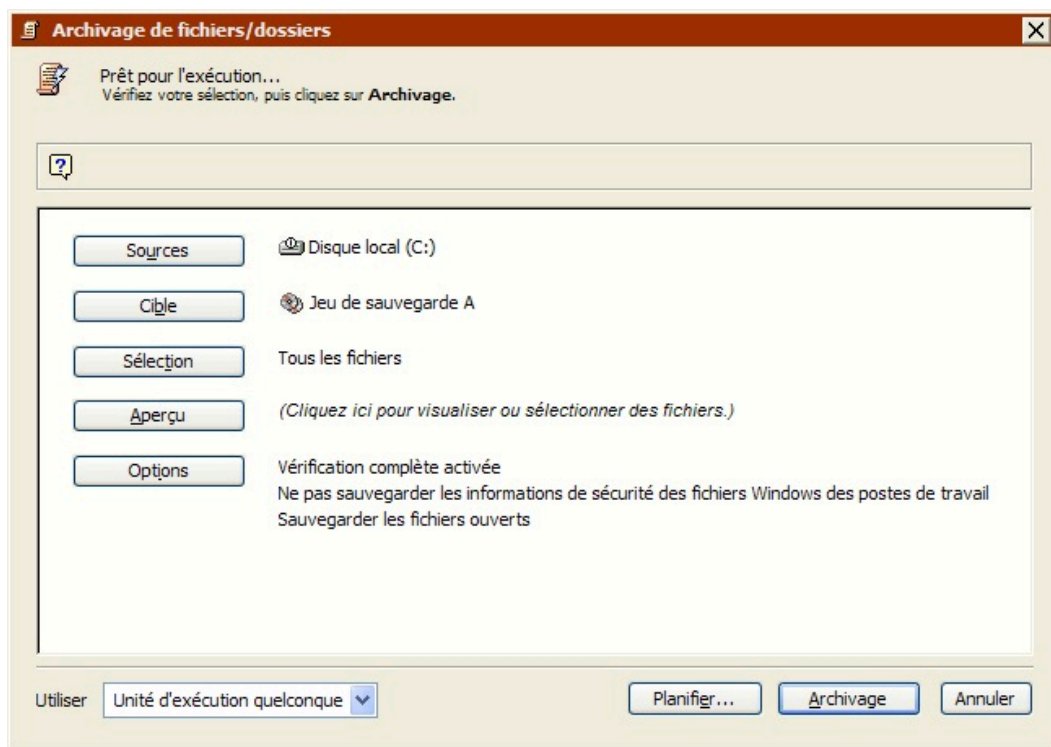 Archivage de fichiers/dossiers
Prêt pour l'exécution...
Vérifiez votre sélection, puis cliquez sur Archivage.
Sources Disque local (C:)
Cible Jeu de sauvegarde A
Sélection Tous les fichiers
Aperçu (Cliquez ici pour visualiser ou sélectionner des fichiers.)
Options Vérification complète activée
Ne pas sauvegarder les informations de sécurité des fichiers Windows des postes de travail
Sauvegarder les fichiers ouverts
Utiliser Unité d'exécution quelconque Planifier... Archivage Annuler